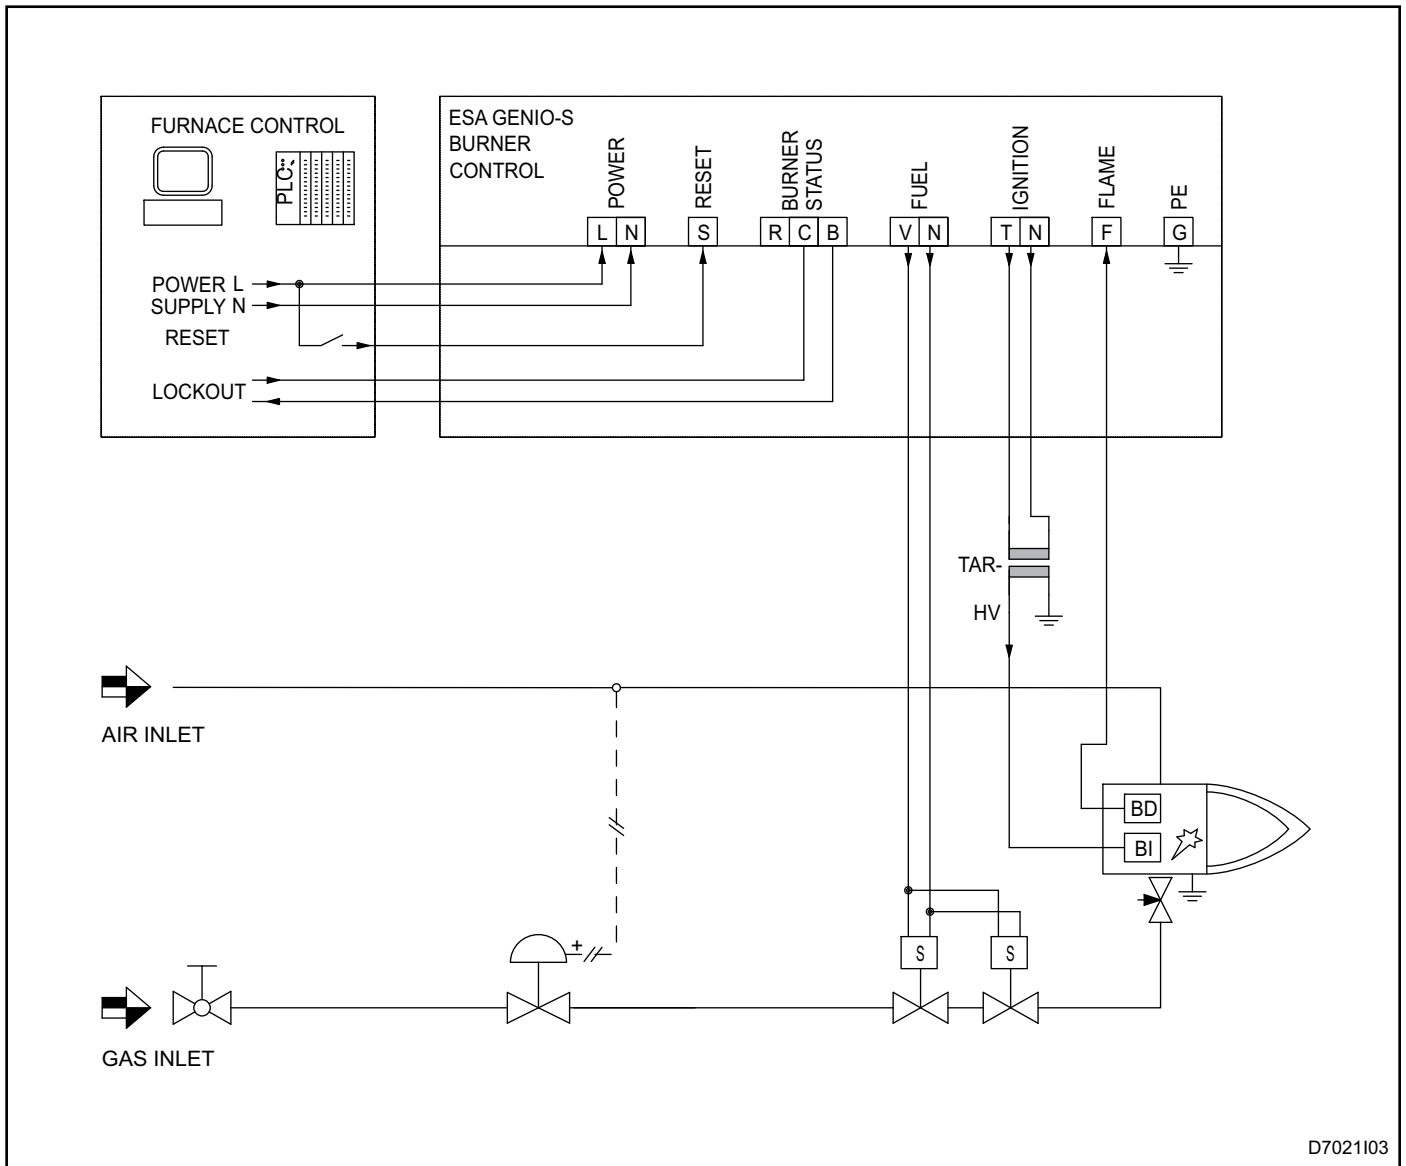 FURNACE CONTROL
PLC
ESA GENIO-S
BURNER
CONTROL
POWER
RESET
BURNER
STATUS
FUEL
IGNITION
FLAME
PE
L N
S
R C B
V N
T N
F
G
POWER L
SUPPLY N
RESET
LOCKOUT
TAR-
HV
AIR INLET
BD
BI
+
S
S
GAS INLET
D7021I03